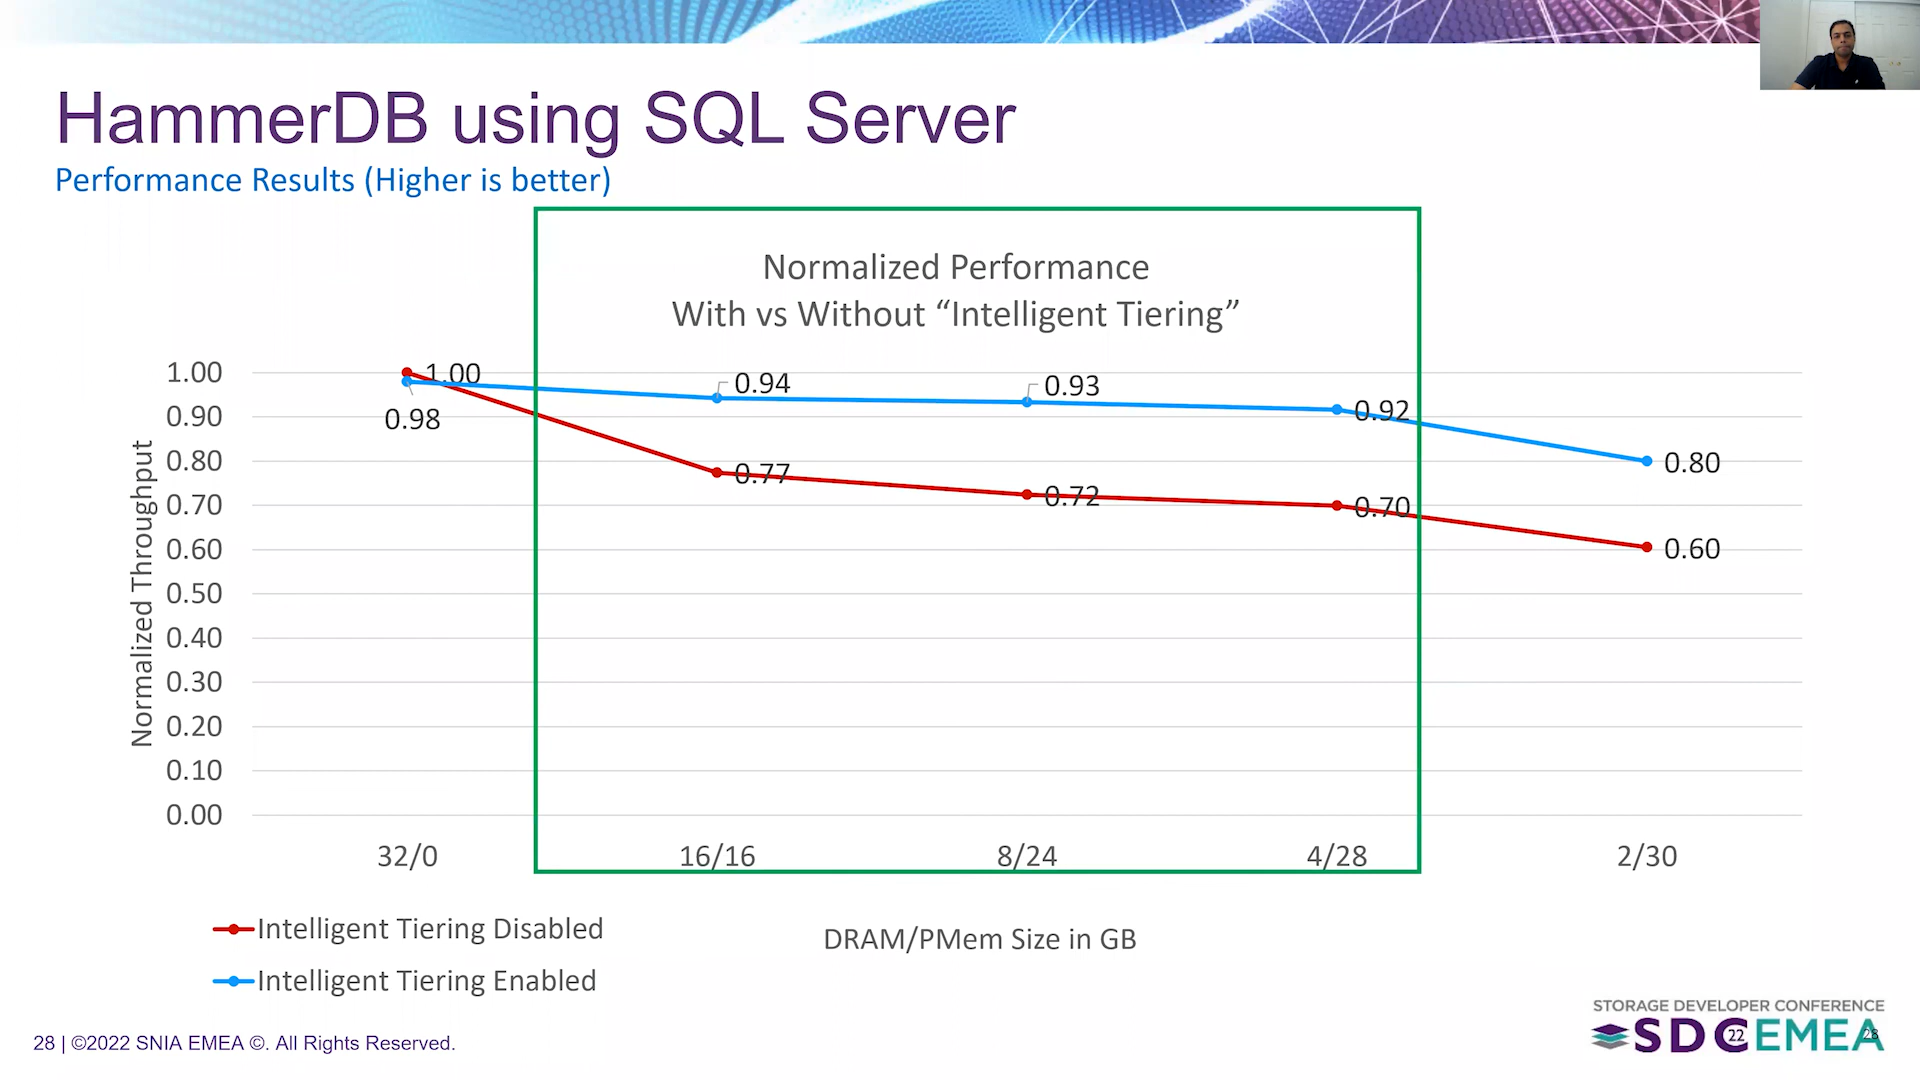 HammerDB using SQL Server
Performance Results (Higher is better)
Normalized Performance
With vs Without “Intelligent Tiering”
Normalized Throughput
1.00
0.90
0.80
0.70
0.60
0.50
0.40
0.30
0.20
0.10
0.00
1.00
0.98
0.94
0.93
0.92
0.80
0.77
0.72
0.70
0.60
32/0
16/16
8/24
4/28
2/30
Intelligent Tiering Disabled
Intelligent Tiering Enabled
DRAM/PMem Size in GB
28 | ©2022 SNIA EMEA ©. All Rights Reserved.
STORAGE DEVELOPER CONFERENCE
SDC 22 EMEA
28